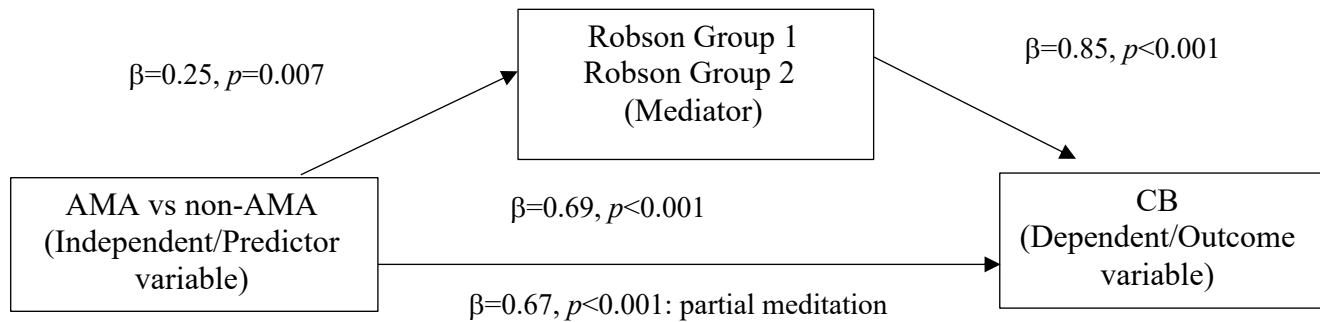 Robson Group 1
Robson Group 2
(Mediator)
β=0.25, p=0.007
β=0.85, p<0.001
AMA vs non-AMA
(Independent/Predictor
variable)
β=0.69, p<0.001
CB
(Dependent/Outcome
variable)
β=0.67, p<0.001: partial meditation